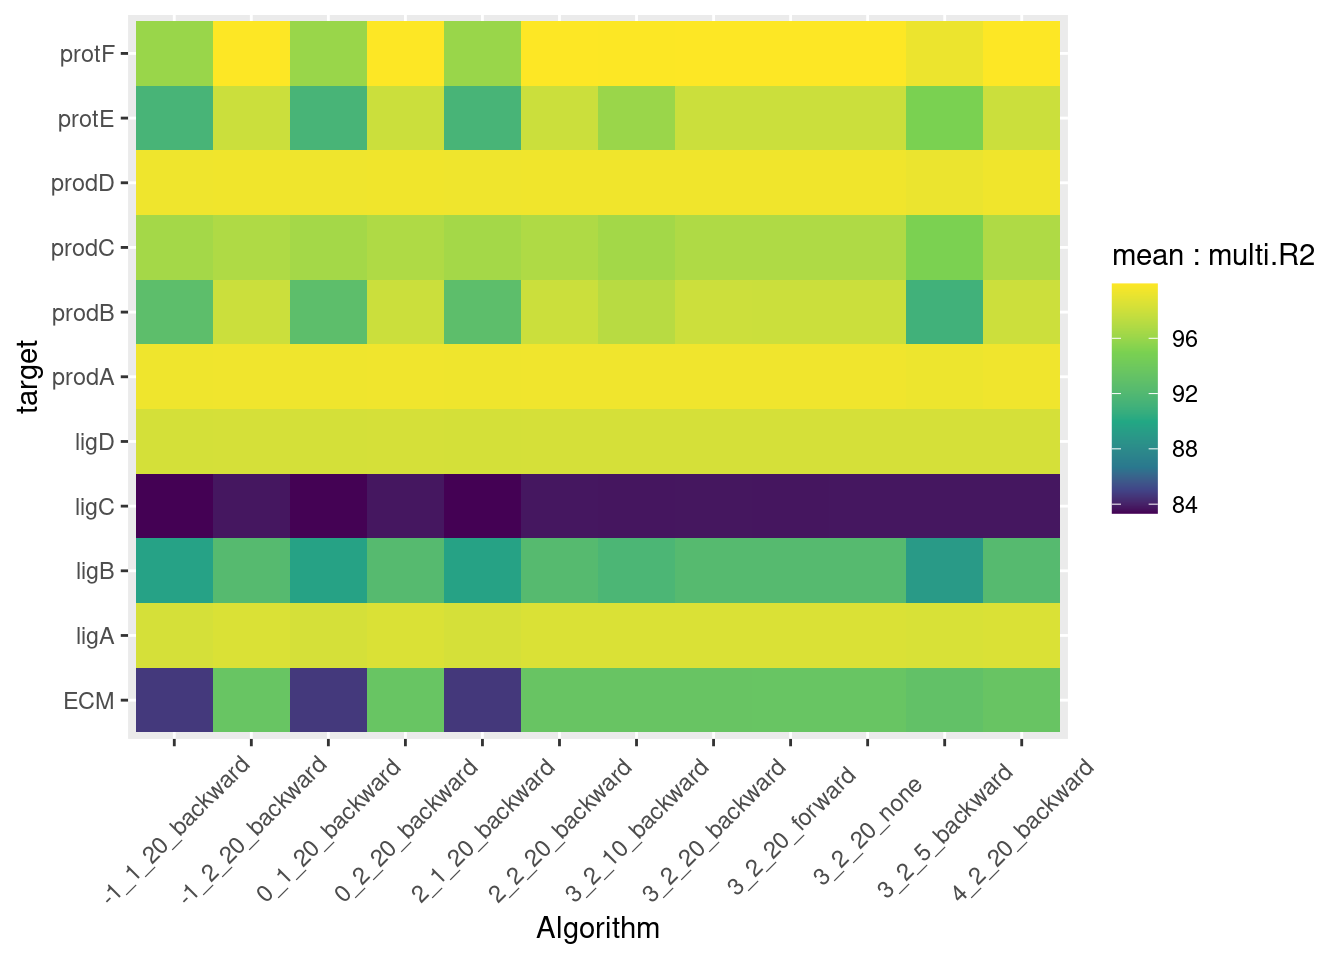 protF
protE
prodD
prodC
prodB
prodA
ligD
ligC
ligB
ligA
ECM
target
-1_1_20_backward
-1_2_20_backward
0_1_20_backward
0_2_20_backward
2_1_20_backward
2_2_20_backward
3_2_10_backward
3_2_20_backward
3_2_20_forward
3_2_20_none
3_2_5_backward
4_2_20_backward
Algorithm
mean : multi.R2
96
92
88
84